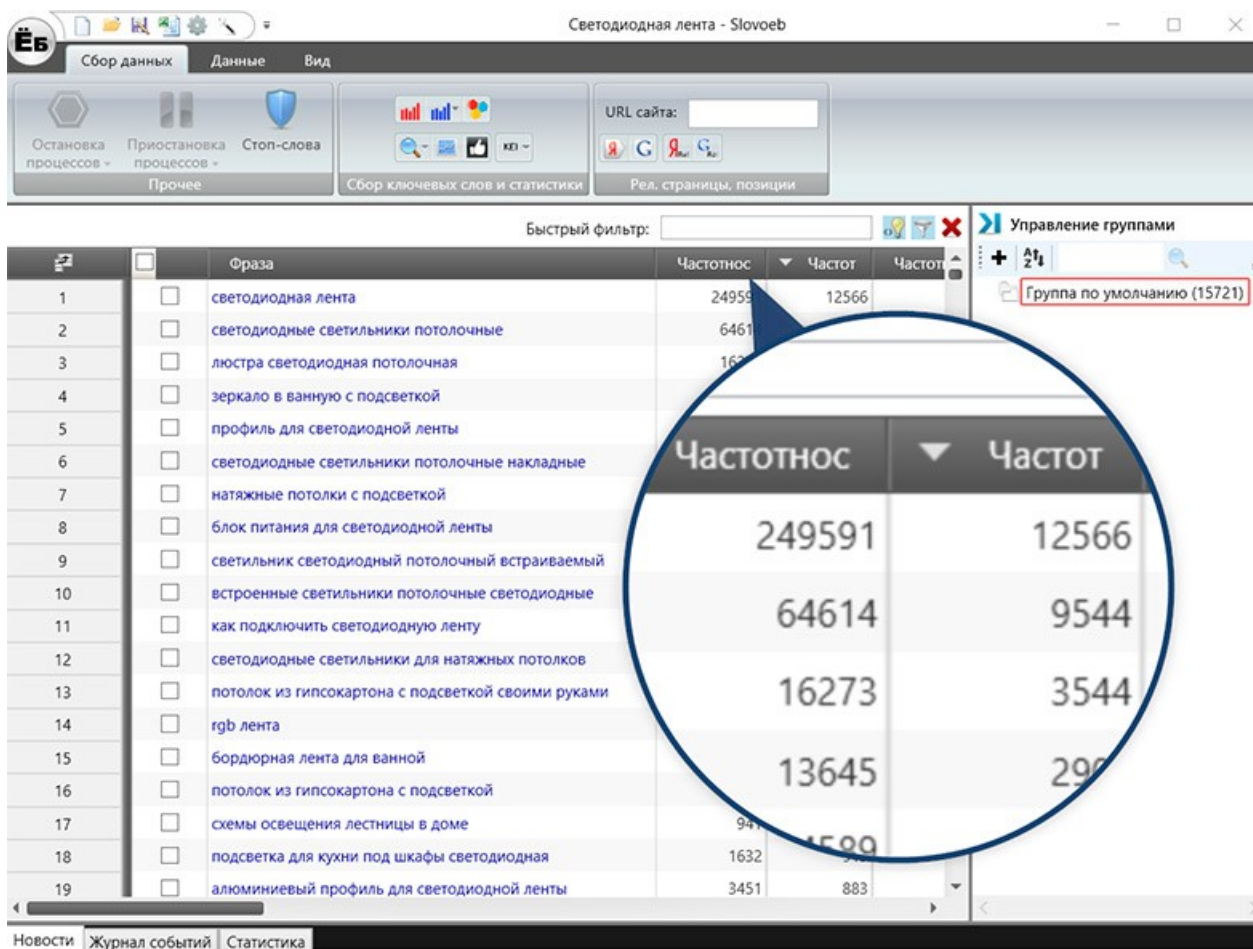 Светодиодная лента - Slovoeb
ЁБ
Сбор данных Данные Вид
Остановка процессов
Приостановка процессов
Стоп-слова
KEI
URL сайта:
Прочее
Сбор ключевых слов и статистики
Рел. страницы, позиции
Быстрый фильтр:
Управление группами
Группа по умолчанию (15721)
Фраза Частотнос Частот Частот
1 светодиодная лента 24959 12566
2 светодиодные светильники потолочные 6461
3 люстра светодиодная потолочная
4 зеркало в ванную с подсветкой
5 профиль для светодиодной ленты
6 светодиодные светильники потолочные накладные
7 натяжные потолки с подсветкой
8 блок питания для светодиодной ленты
9 светильник светодиодный потолочный встраиваемый
10 встроенные светильники потолочные светодиодные
11 как подключить светодиодную ленту
12 светодиодные светильники для натяжных потолков
13 потолок из гипсокартона с подсветкой своими руками
14 rgb лента
15 бордюрная лента для ванной
16 потолок из гипсокартона с подсветкой
17 схемы освещения лестницы в доме
18 подсветка для кухни под шкафы светодиодная 1632
19 алюминиевый профиль для светодиодной ленты 3451 883
Частотнос Частот
249591 12566
64614 9544
16273 3544
13645
Новости Журнал событий Статистика